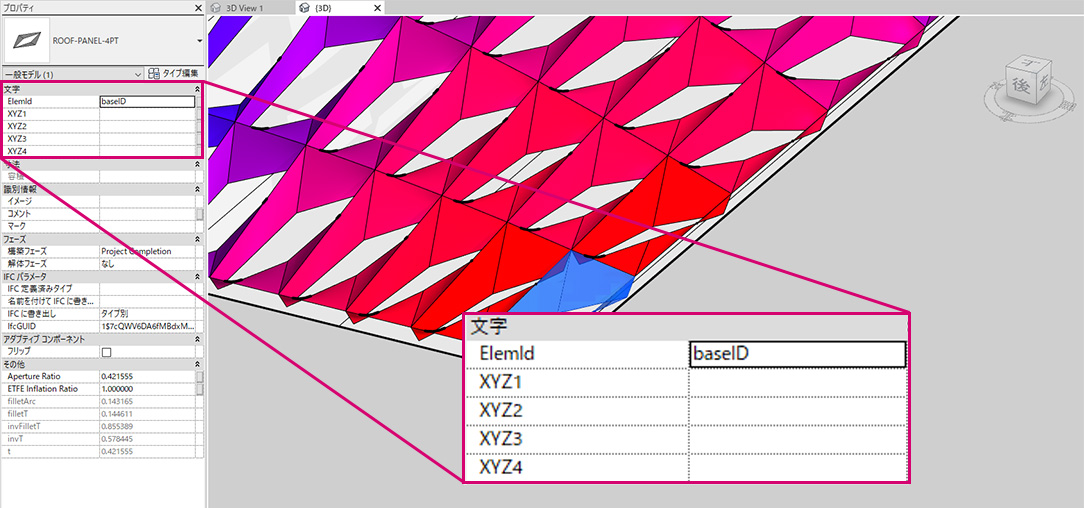 プロパティ
3D View 1
{3D}
ROOF-PANEL-4PT
一般モデル (1)
タイプ編集
文字
ElemId baseID
XYZ1
XYZ2
XYZ3
XYZ4
寸法
容積
識別情報
イメージ
コメント
マーク
フェーズ
構築フェーズ Project Completion
解体フェーズ なし
IFC パラメータ
IFC 定義済みタイプ
名前を付けて IFC に書き...
IFC に書き出し タイプ別
IfcGUID 1$7cQWV6DA6fMBdxM...
アダプティブ コンポーネント
フリップ
その他
Aperture Ratio 0.421555
ETFE Inflation Ratio 1.000000
filletArc 0.143165
filletT 0.144611
invFilletT 0.855389
invT 0.578445
t 0.421555
後
文字
ElemId baseID
XYZ1
XYZ2
XYZ3
XYZ4